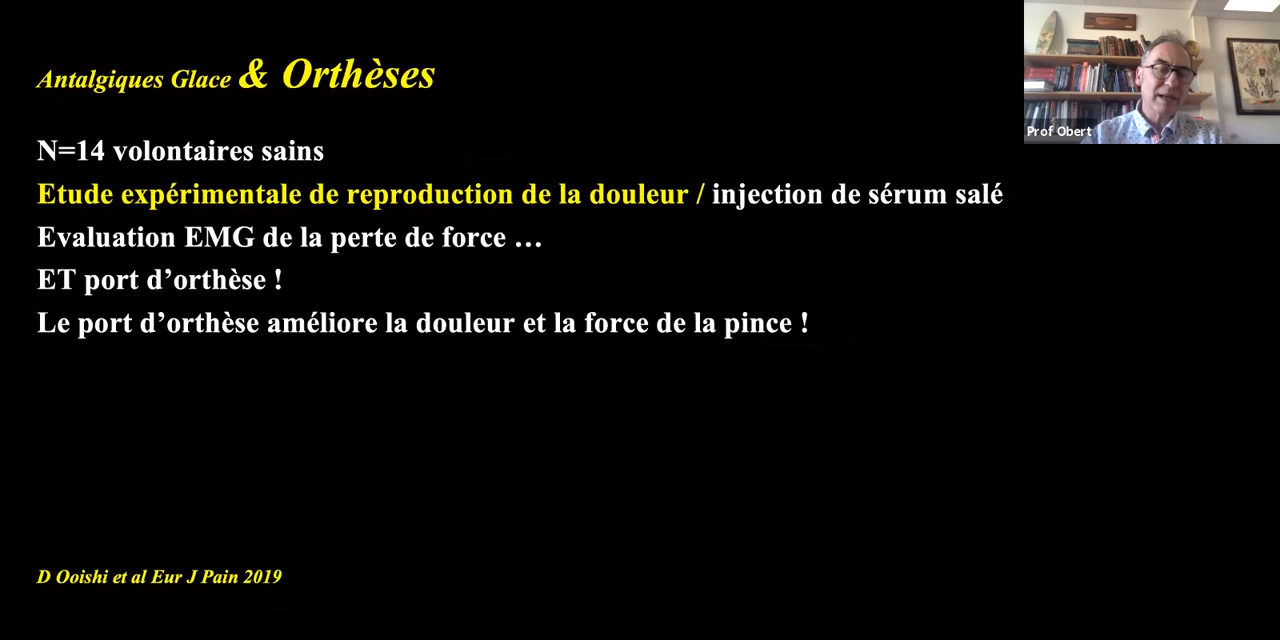 Antalgiques Glace & Orthèses
N=14 volontaires sains
Etude expérimentale de reproduction de la douleur / injection de sérum salé
Evaluation EMG de la perte de force …
ET port d’orthèse !
Le port d’orthèse améliore la douleur et la force de la pince !
D Ooishi et al Eur J Pain 2019
Prof Obert